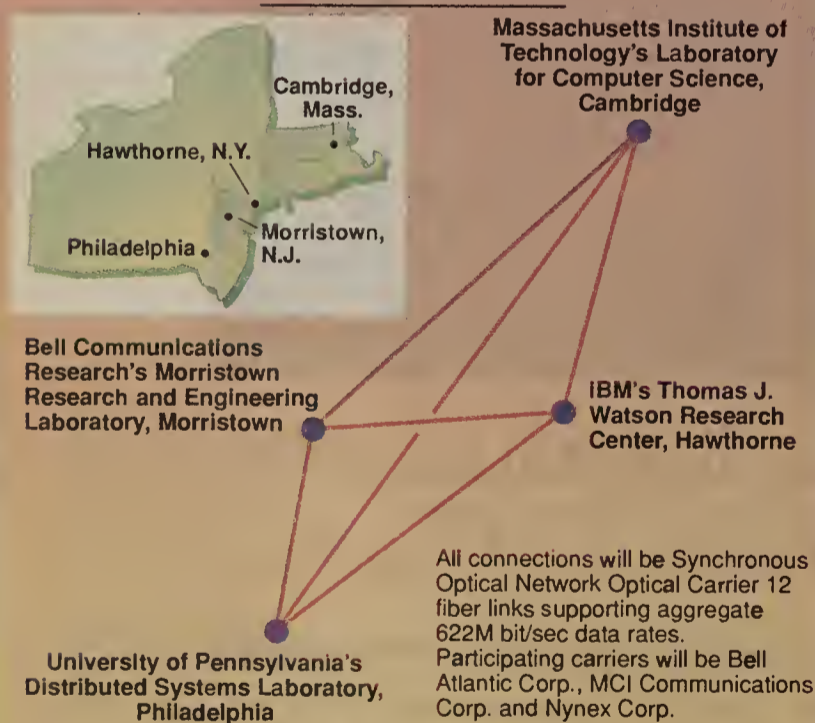 Cambridge,
Mass.
Hawthorne, N.Y.
Morristown,
N.J.
Philadelphia
Massachusetts Institute of
Technology's Laboratory
for Computer Science,
Cambridge
Bell Communications
Research's Morristown
Research and Engineering
Laboratory, Morristown
IBM's Thomas J.
Watson Research
Center, Hawthorne
University of Pennsylvania's
Distributed Systems Laboratory,
Philadelphia
All connections will be Synchronous
Optical Network Optical Carrier 12
fiber links supporting aggregate
622M bit/sec data rates.
Participating carriers will be Bell
Atlantic Corp., MCI Communications
Corp. and Nynex Corp.